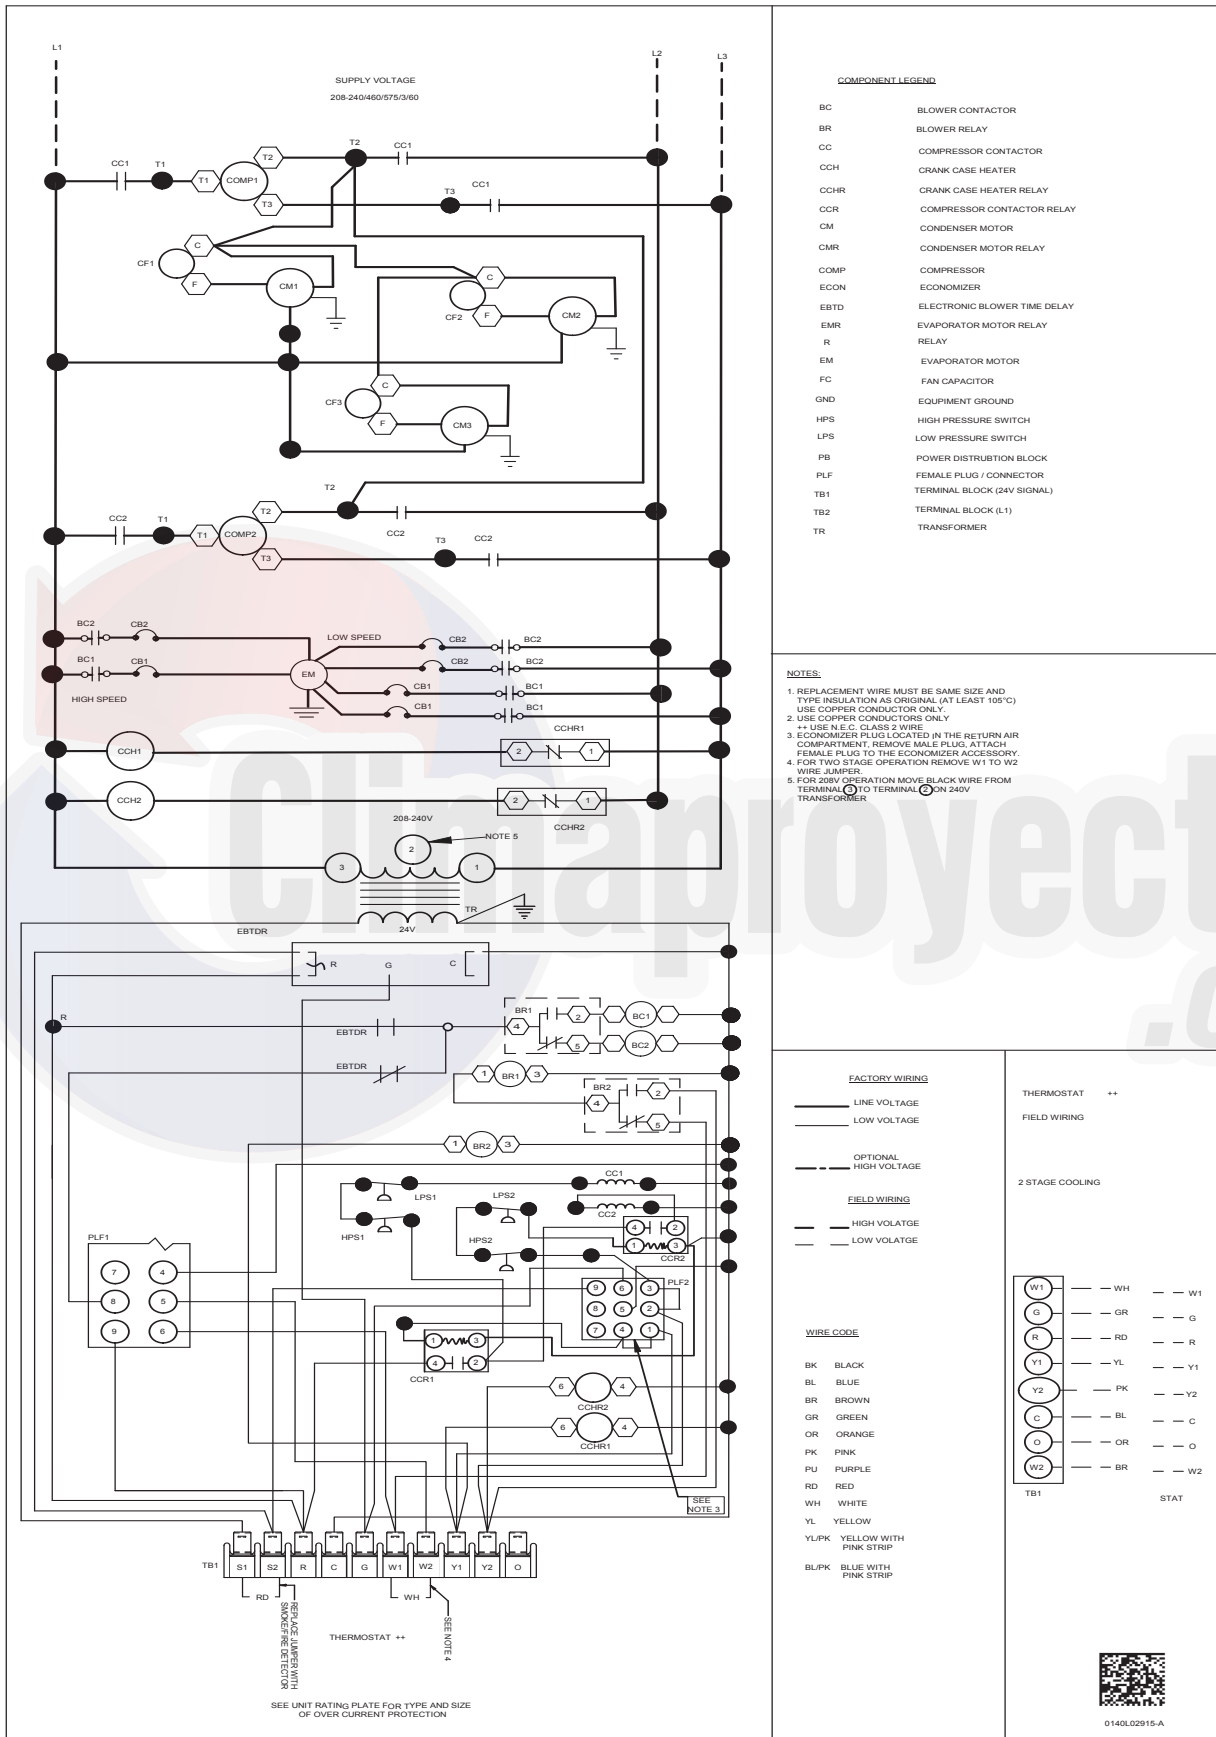 L1
L2
L3
SUPPLY VOLTAGE
208-240/460/575/3/60
CC1
T1
T1
COMP1
T2
T3
T2
CC1
T3
CC1
CF1
C
F
CM1
CF2
C
F
CM2
CF3
C
F
CM3
T2
CC2
T1
T1
COMP2
T2
T3
CC2
T3
CC2
BC2
CB2
LOW SPEED
CB2
BC2
CB2
BC2
BC1
CB1
EM
HIGH SPEED
CB1
BC1
CB1
BC1
CCHR1
CCH1
2
1
CCH2
2
1
CCHR2
208-240V
NOTE 5
3
2
1
TR
24V
EBTDR
R
G
C
R
EBTDR
EBTDR
BR1
4
2
5
BC1
BC2
1
BR1
3
BR2
4
2
5
1
BR2
3
LPS1
HPS1
LPS2
HPS2
CC1
CC2
4
2
1
3
CCR2
PLF1
7
4
8
5
9
6
PLF2
9
6
3
8
5
2
7
4
1
1
3
4
2
CCR1
6
4
CCHR2
6
4
CCHR1
SEE
NOTE 3
TB1
S1
S2
R
C
G
W1
W2
Y1
Y2
O
RD
WH
REPLACE JUMPER WITH
SMOKE/FIRE DETECTOR
SEE NOTE 4
THERMOSTAT ++
SEE UNIT RATING PLATE FOR TYPE AND SIZE
OF OVER CURRENT PROTECTION
COMPONENT LEGEND
BC BLOWER CONTACTOR
BR BLOWER RELAY
CC COMPRESSOR CONTACTOR
CCH CRANK CASE HEATER
CCHR CRANK CASE HEATER RELAY
CCR COMPRESSOR CONTACTOR RELAY
CM CONDENSER MOTOR
CMR CONDENSER MOTOR RELAY
COMP COMPRESSOR
ECON ECONOMIZER
EBTD ELECTRONIC BLOWER TIME DELAY
EMR EVAPORATOR MOTOR RELAY
R RELAY
EM EVAPORATOR MOTOR
FC FAN CAPACITOR
GND EQUPIMENT GROUND
HPS HIGH PRESSURE SWITCH
LPS LOW PRESSURE SWITCH
PB POWER DISTRUBTION BLOCK
PLF FEMALE PLUG / CONNECTOR
TB1 TERMINAL BLOCK (24V SIGNAL)
TB2 TERMINAL BLOCK (L1)
TR TRANSFORMER
NOTES:
1. REPLACEMENT WIRE MUST BE SAME SIZE AND
TYPE INSULATION AS ORIGINAL (AT LEAST 105°C)
USE COPPER CONDUCTOR ONLY.
2. USE COPPER CONDUCTORS ONLY
++ USE N.E.C. CLASS 2 WIRE
3. ECONOMIZER PLUG LOCATED IN THE RETURN AIR
COMPARTMENT, REMOVE MALE PLUG, ATTACH
FEMALE PLUG TO THE ECONOMIZER ACCESSORY.
4. FOR TWO STAGE OPERATION REMOVE W1 TO W2
WIRE JUMPER.
5. FOR 208V OPERATION MOVE BLACK WIRE FROM
TERMINAL 3 TO TERMINAL 2 ON 240V
TRANSFORMER
Climaproyect
FACTORY WIRING
LINE VOLTAGE
LOW VOLTAGE
OPTIONAL
HIGH VOLTAGE
FIELD WIRING
HIGH VOLATGE
LOW VOLATGE
WIRE CODE
BK BLACK
BL BLUE
BR BROWN
GR GREEN
OR ORANGE
PK PINK
PU PURPLE
RD RED
WH WHITE
YL YELLOW
YL/PK YELLOW WITH
PINK STRIP
BL/PK BLUE WITH
PINK STRIP
THERMOSTAT ++
FIELD WIRING
2 STAGE COOLING
W1 WH W1
G GR G
R RD R
Y1 YL Y1
Y2 PK Y2
C BL C
O OR O
W2 BR W2
TB1
STAT
0140L02915-A